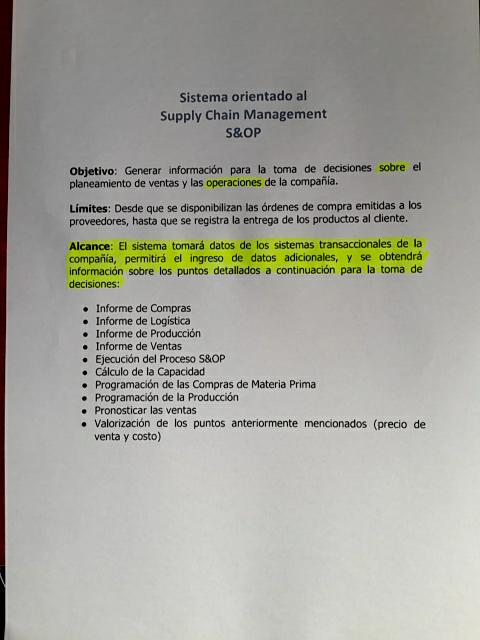 Sistema orientado al
Supply Chain Management
S&OP
Objetivo: Generar información para la toma de decisiones sobre el
planeamiento de ventas y las operaciones de la compañía.
Límites: Desde que se disponibilizan las órdenes de compra emitidas a los
proveedores, hasta que se registra la entrega de los productos al cliente.
Alcance: El sistema tomará datos de los sistemas transaccionales de la
compañía, permitirá el ingreso de datos adicionales, y se obtendrá
información sobre los puntos detallados a continuación para la toma de
decisiones:
• Informe de Compras
• Informe de Logística
• Informe de Producción
• Informe de Ventas
• Ejecución del Proceso S&OP
• Cálculo de la Capacidad
• Programación de las Compras de Materia Prima
• Programación de la Producción
• Pronosticar las ventas
• Valorización de los puntos anteriormente mencionados (precio de
venta y costo)